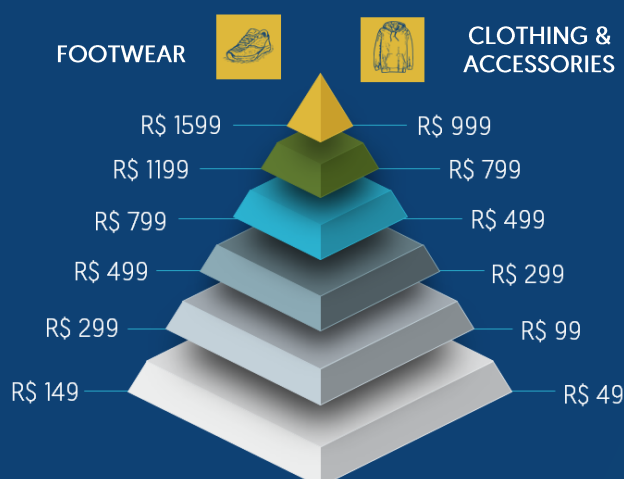 FOOTWEAR
CLOTHING &
ACCESSORIES
R$ 1599
R$ 999
R$ 1199
R$ 799
R$ 799
R$ 499
R$ 499
R$ 299
R$ 299
R$ 99
R$ 149
R$ 49